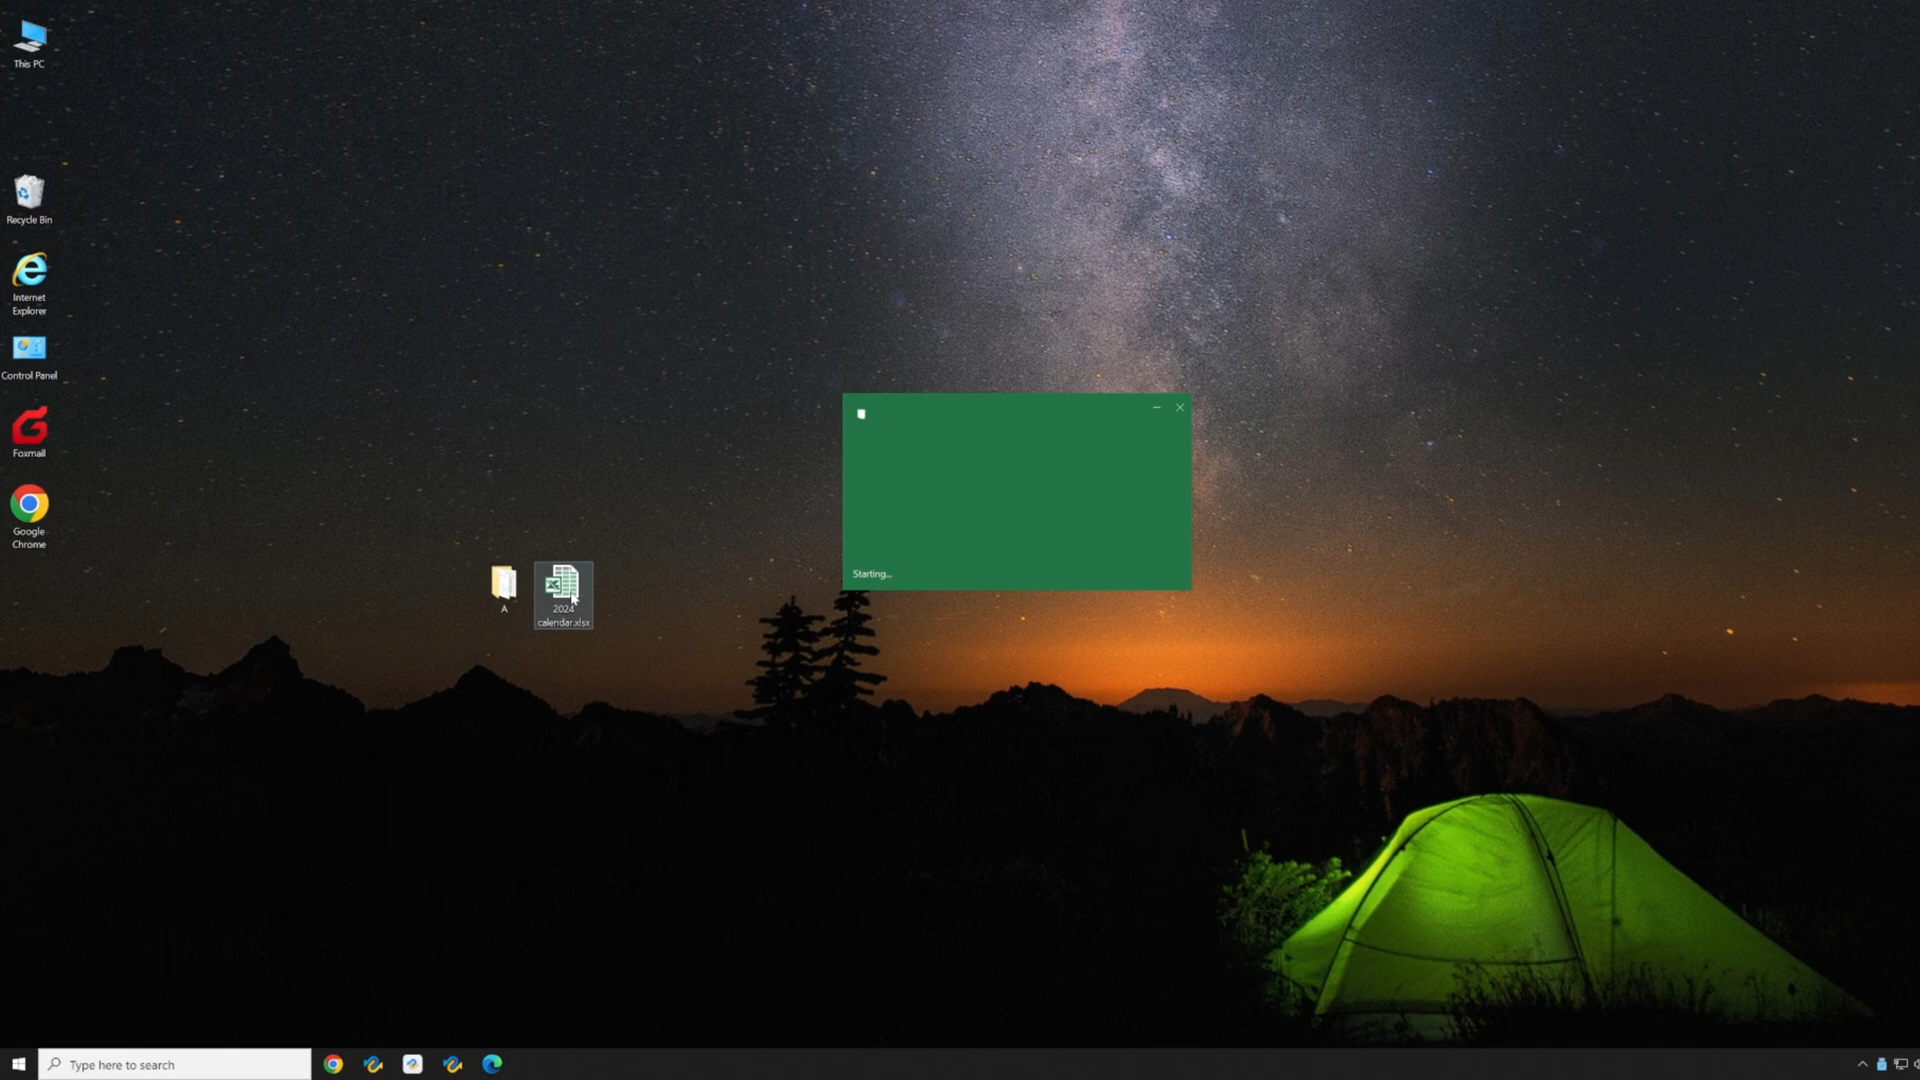 This PC
Recycle Bin
Internet
Explorer
Control Panel
Foxmail
Google
Chrome
A
2024
calendar.xlsx
Starting...
Type here to search